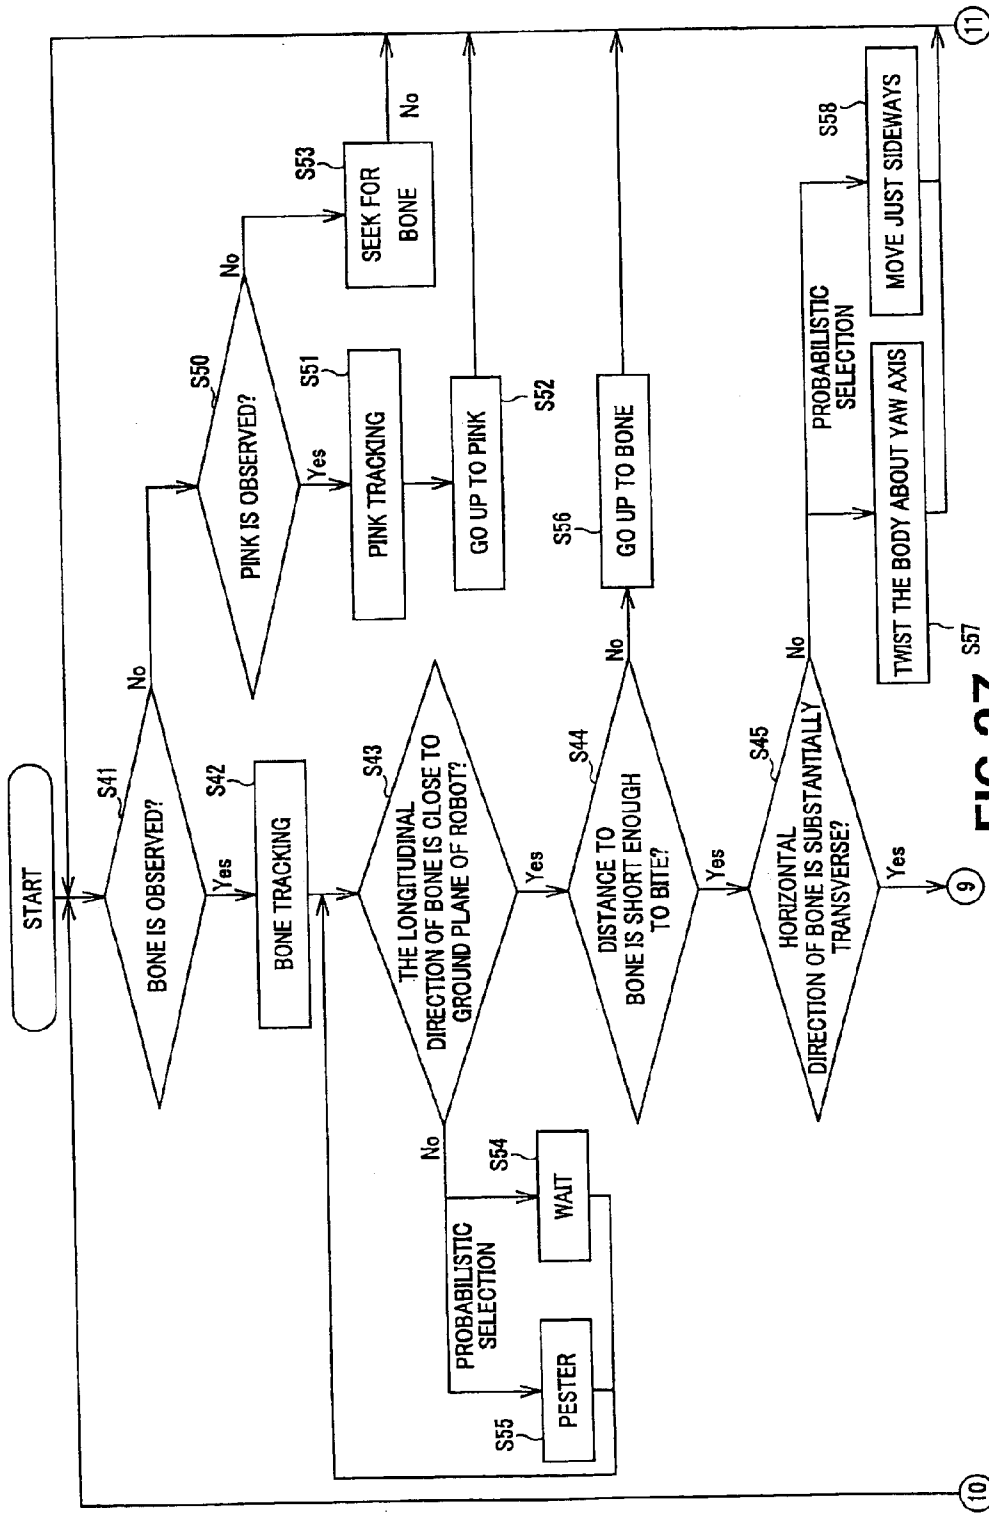 START
S41
BONE IS OBSERVED?
No
Yes
S42
BONE TRACKING
S43
THE LONGITUDINAL
DIRECTION OF BONE IS CLOSE TO
GROUND PLANE OF ROBOT?
No
Yes
PROBABILISTIC
SELECTION
S54
WAIT
S55
PESTER
S44
DISTANCE TO
BONE IS SHORT ENOUGH
TO BITE?
No
Yes
S45
HORIZONTAL
DIRECTION OF BONE IS SUBSTANTIALLY
TRANSVERSE?
No
Yes
9
10
S50
PINK IS OBSERVED?
No
Yes
S51
PINK TRACKING
S52
GO UP TO PINK
S53
SEEK FOR
BONE
No
S56
GO UP TO BONE
PROBABILISTIC
SELECTION
S57
TWIST THE BODY ABOUT YAW AXIS
S58
MOVE JUST SIDEWAYS
11